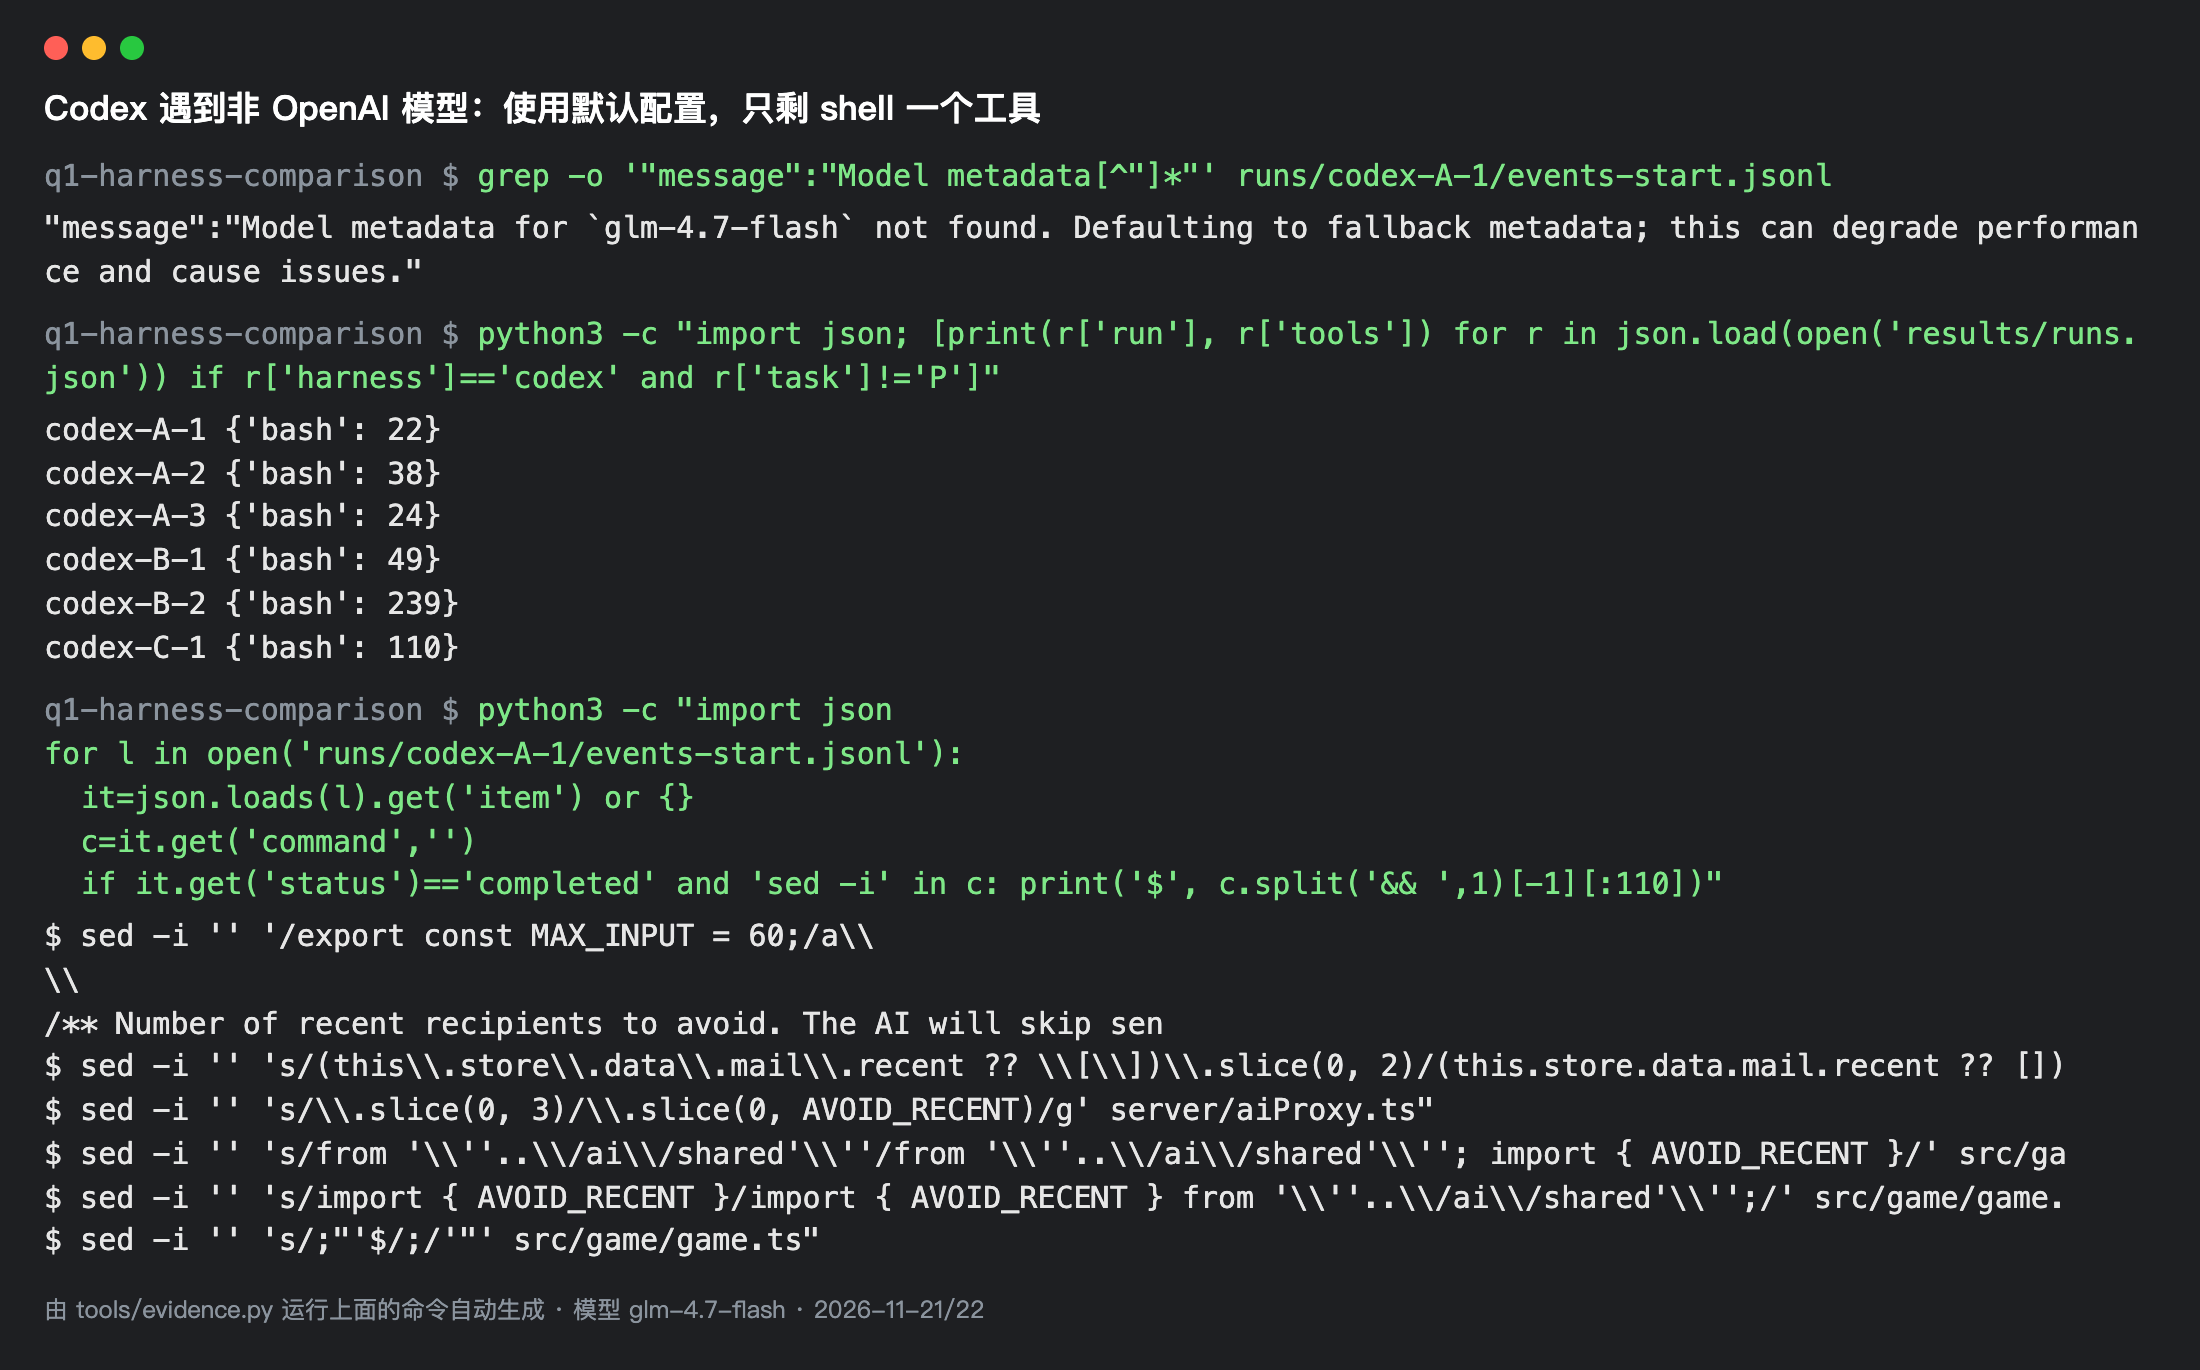 Codex 遇到非 OpenAI 模型：使用默认配置，只剩 shell 一个工具
q1-harness-comparison $ grep -o '"message":"Model metadata[^"]*"' runs/codex-A-1/events-start.jsonl
"message":"Model metadata for `glm-4.7-flash` not found. Defaulting to fallback metadata; this can degrade performan
ce and cause issues."
q1-harness-comparison $ python3 -c "import json; [print(r['run'], r['tools']) for r in json.load(open('results/runs.
json')) if r['harness']=='codex' and r['task']!='P']"
codex-A-1 {'bash': 22}
codex-A-2 {'bash': 38}
codex-A-3 {'bash': 24}
codex-B-1 {'bash': 49}
codex-B-2 {'bash': 239}
codex-C-1 {'bash': 110}
q1-harness-comparison $ python3 -c "import json
for l in open('runs/codex-A-1/events-start.jsonl'):
  it=json.loads(l).get('item') or {}
  c=it.get('command','')
  if it.get('status')=='completed' and 'sed -i' in c: print('$', c.split('&& ',1)[-1][:110])"
$ sed -i '' '/export const MAX_INPUT = 60;/a\\
\\
/** Number of recent recipients to avoid. The AI will skip sen
$ sed -i '' 's/(this\\.store\\.data\\.mail\\.recent ?? \\[\\])\\.slice(0, 2)/(this.store.data.mail.recent ?? [])
$ sed -i '' 's/\\.slice(0, 3)/\\.slice(0, AVOID_RECENT)/g' server/aiProxy.ts"
$ sed -i '' 's/from '\\''..\\/ai\\/shared'\\''/from '\\''..\\/ai\\/shared'\\''; import { AVOID_RECENT }/' src/ga
$ sed -i '' 's/import { AVOID_RECENT }/import { AVOID_RECENT } from '\\''..\\/ai\\/shared'\\'';/' src/game/game.
$ sed -i '' 's/;"'$/;/'"' src/game/game.ts"
由 tools/evidence.py 运行上面的命令自动生成 · 模型 glm-4.7-flash · 2026-11-21/22